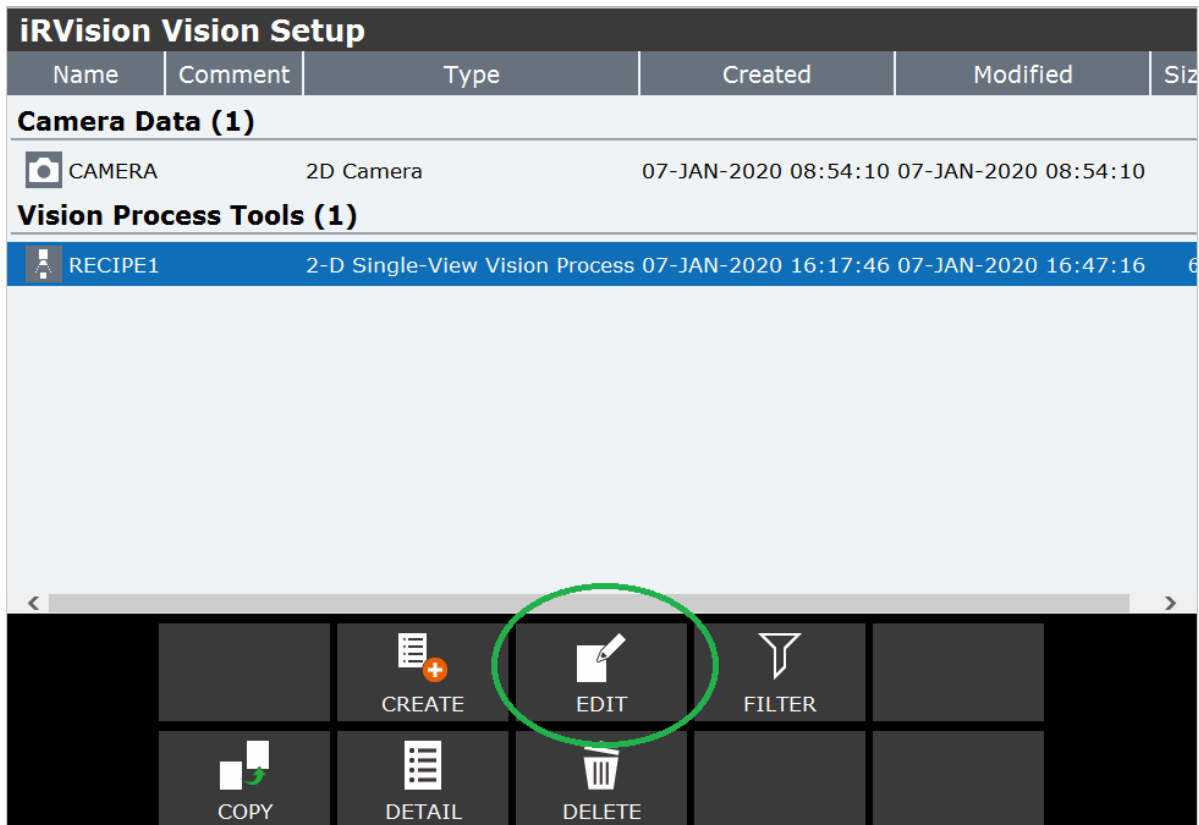 iRVision Vision Setup
Name Comment Type Created Modified Siz
Camera Data (1)
CAMERA 2D Camera 07-JAN-2020 08:54:10 07-JAN-2020 08:54:10
Vision Process Tools (1)
RECIPE1 2-D Single-View Vision Process 07-JAN-2020 16:17:46 07-JAN-2020 16:47:16 6
CREATE EDIT FILTER
COPY DETAIL DELETE